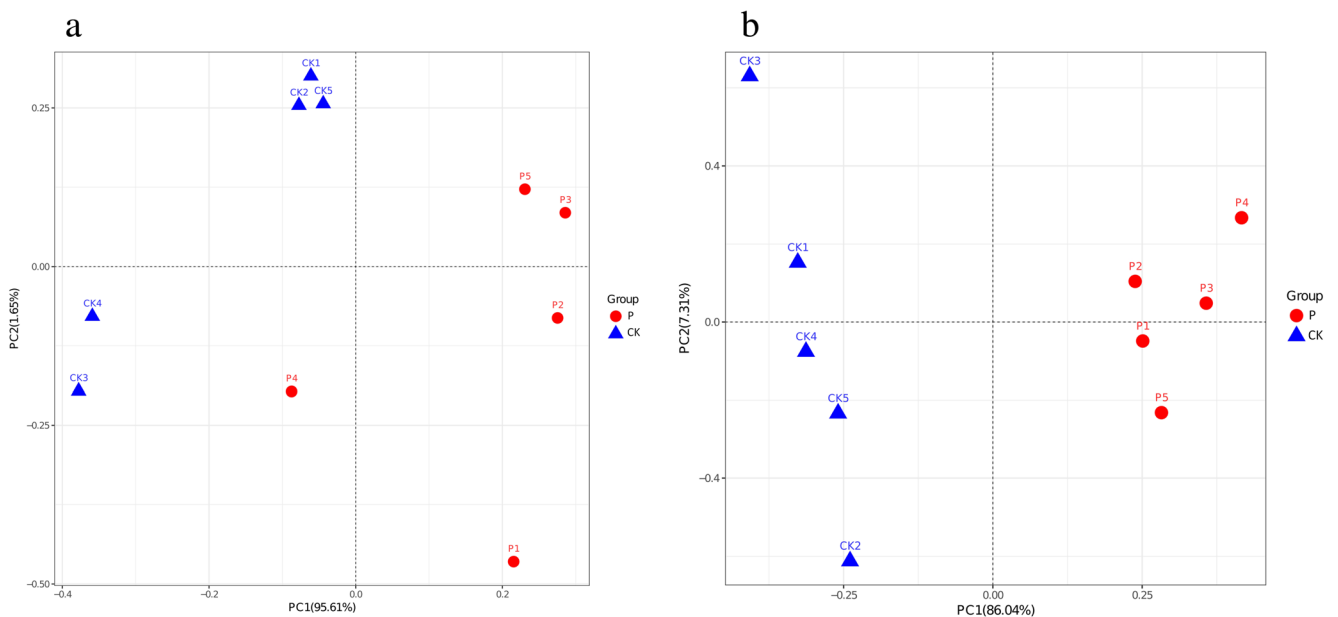 a
CK1
CK2 CK5
0.25
P5
P3
0.00
CK4
P2
CK3
P4
−0.25
P1
−0.50
−0.4 −0.2 0.0 0.2
PC1(95.61%)
PC2(1.65%)
Group
P
CK
b
CK3
0.4
P4
CK1
P2
P3
0.0
P1
CK4
CK5
P5
−0.4
CK2
−0.25 0.00 0.25
PC1(86.04%)
PC2(7.31%)
Group
P
CK